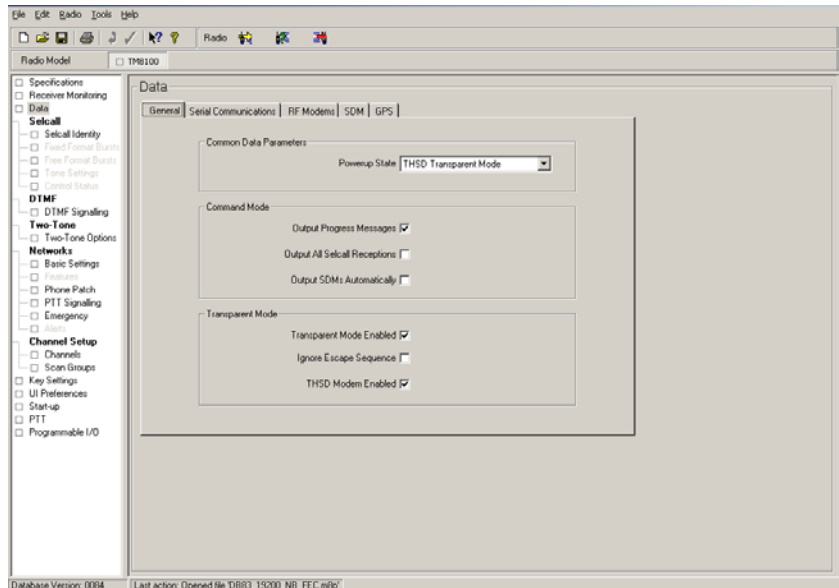 File Edit Radio Tools Help
Radio
Radio Model TM8100
Specifications
Receiver Monitoring
Data
Selcall
Selcall Identity
Fixed Format Bursts
Free Format Bursts
Tone Settings
Control Status
DTMF
DTMF Signalling
Two-Tone
Two-Tone Options
Networks
Basic Settings
Features
Phone Patch
PTT Signalling
Emergency
Alerts
Channel Setup
Channels
Scan Groups
Key Settings
UI Preferences
Start-up
PTT
Programmable I/O
Data
General Serial Communications RF Modems SDM GPS
Common Data Parameters
Powerup State THSD Transparent Mode
Command Mode
Output Progress Messages
Output All Selcall Receptions
Output SDMs Automatically
Transparent Mode
Transparent Mode Enabled
Ignore Escape Sequence
THSD Modem Enabled
Database Version: 0084 Last action: Opened file 'DB83_19200_NB_FEC.m8p'